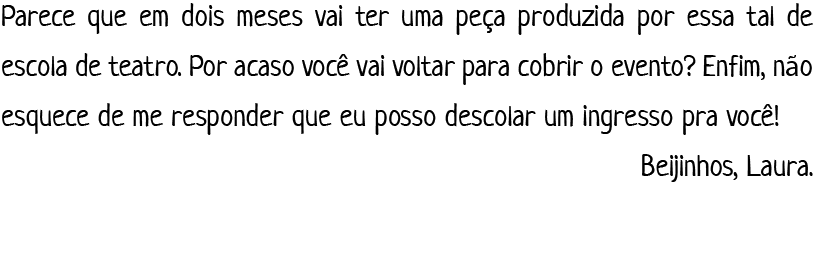 Parece que em dois meses vai ter uma peça produzida por essa tal de
escola de teatro. Por acaso você vai voltar para cobrir o evento? Enfim, não
esquece de me responder que eu posso descolar um ingresso pra você!
Beijinhos, Laura.